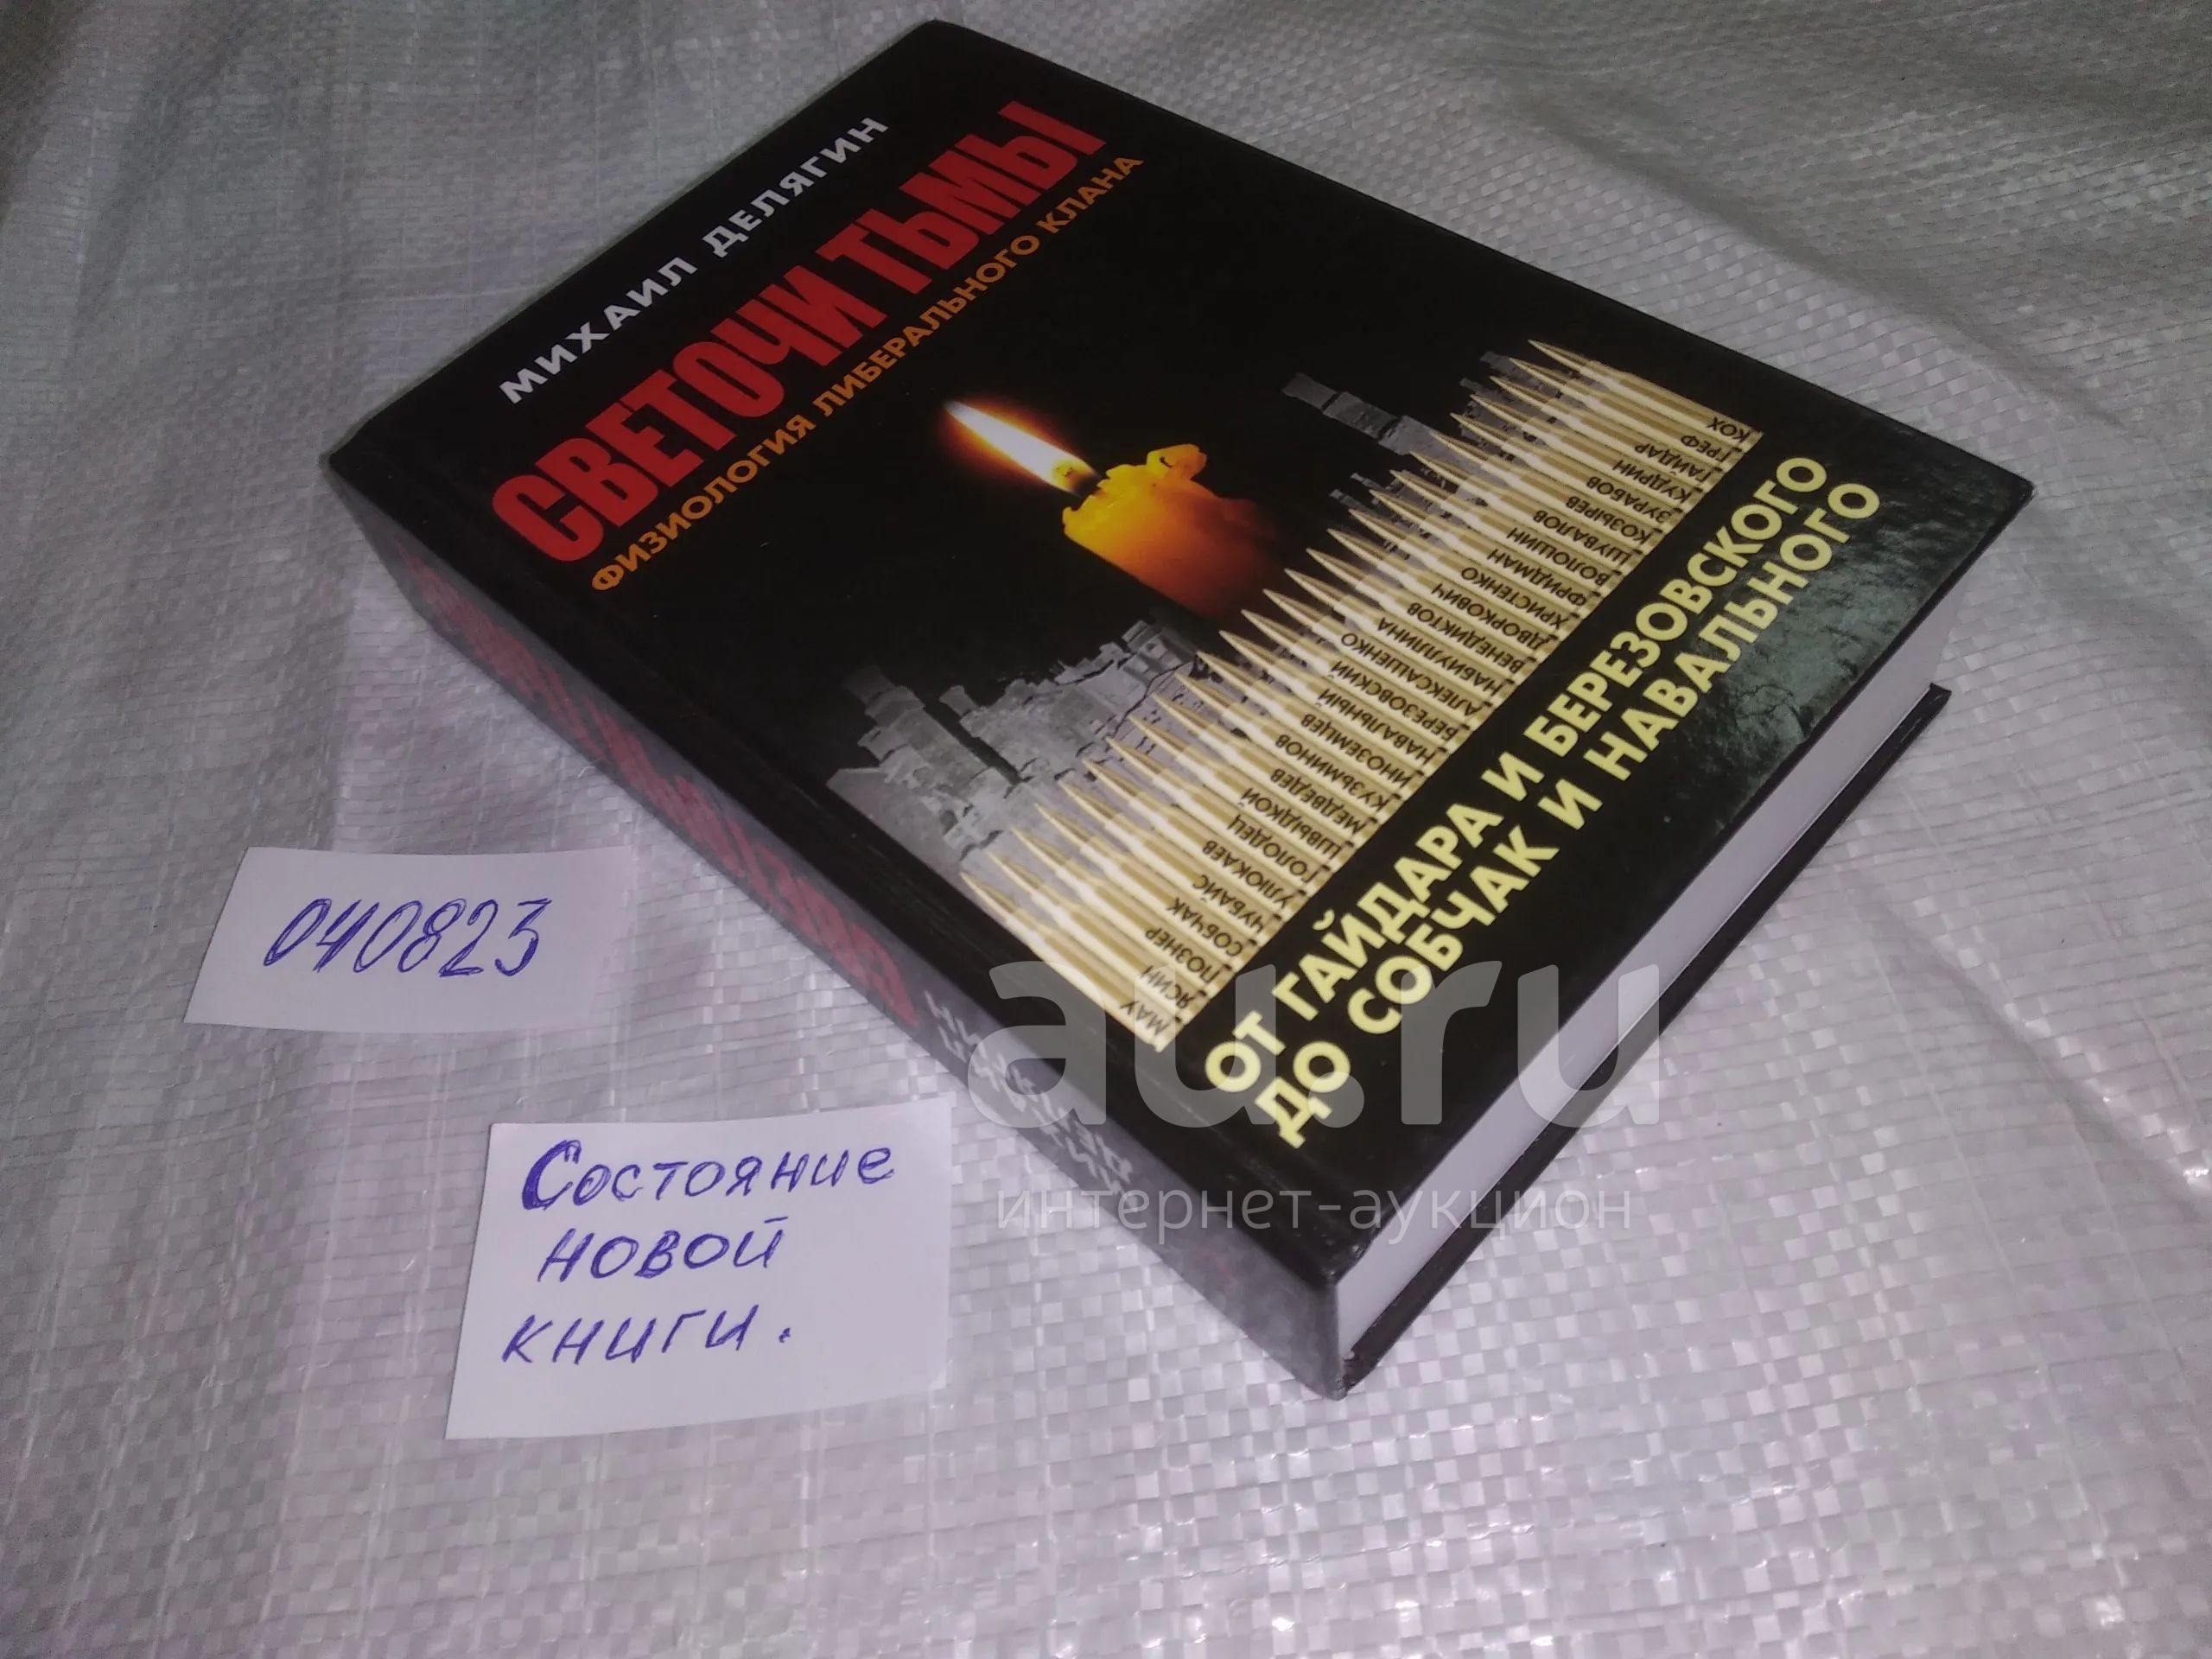 МИХАИЛ ДЕЛЯГИН
СВЕТОЧИ ТЬМЫ
ФИЗИОЛОГИЯ ЛИБЕРАЛЬНОГО КЛАНА
КОХ
ГРЕФ
ГАЙДАР
КУДРИН
ЗУРАБОВ
КОЗЫРЕВ
ШУВАЛОВ
ВОЛОШИН
ФРИДМАН
ХРИСТЕНКО
ДВОРКОВИЧ
ВЕНЕДИКТОВ
НАБИУЛЛИНА
АЛЕКСАШЕНКО
БЕРЕЗОВСКИЙ
НАВАЛЬНЫЙ
ИНОЗЕМЦЕВ
КУЗЬМИНОВ
МЕДВЕДЕВ
ШВЫДКОЙ
ГОЛОДЕЦ
УЛЮКАЕВ
ЧУБАЙС
СОБЧАК
ПОЗНЕР
ЯСИН
МАУ
ОТ ГАЙДАРА И БЕРЕЗОВСКОГО
ДО СОБЧАК И НАВАЛЬНОГО
040823
Состояние
новой
книги.
au.ru
интернет-аукцион